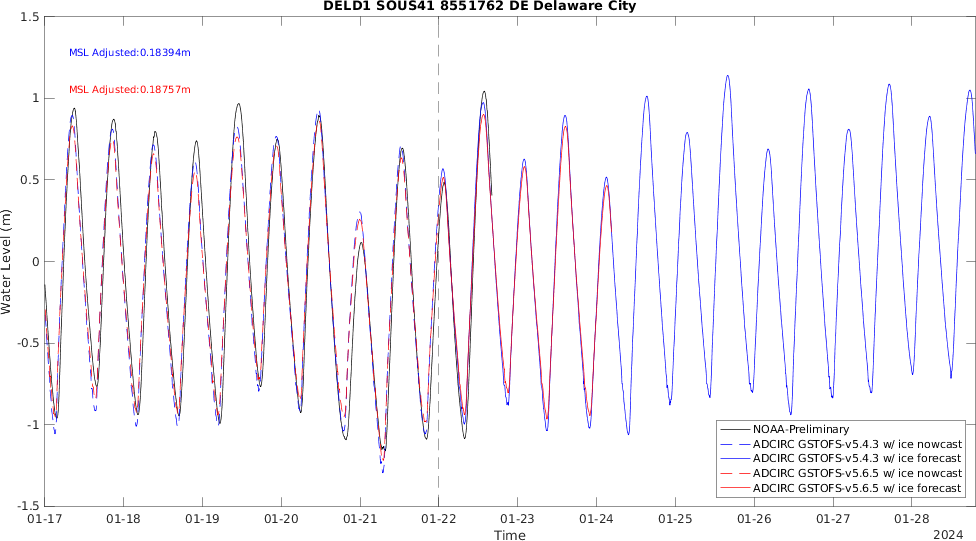 DELD1 SOUS41 8551762 DE Delaware City
1.5
MSL Adjusted:0.18394m
MSL Adjusted:0.18757m
1
0.5
0
-0.5
-1
-1.5
Water Level (m)
NOAA-Preliminary
ADCIRC GSTOFS-v5.4.3 w/ ice nowcast
ADCIRC GSTOFS-v5.4.3 w/ ice forecast
ADCIRC GSTOFS-v5.6.5 w/ ice nowcast
ADCIRC GSTOFS-v5.6.5 w/ ice forecast
01-17 01-18 01-19 01-20 01-21 01-22 01-23 01-24 01-25 01-26 01-27 01-28
Time
2024